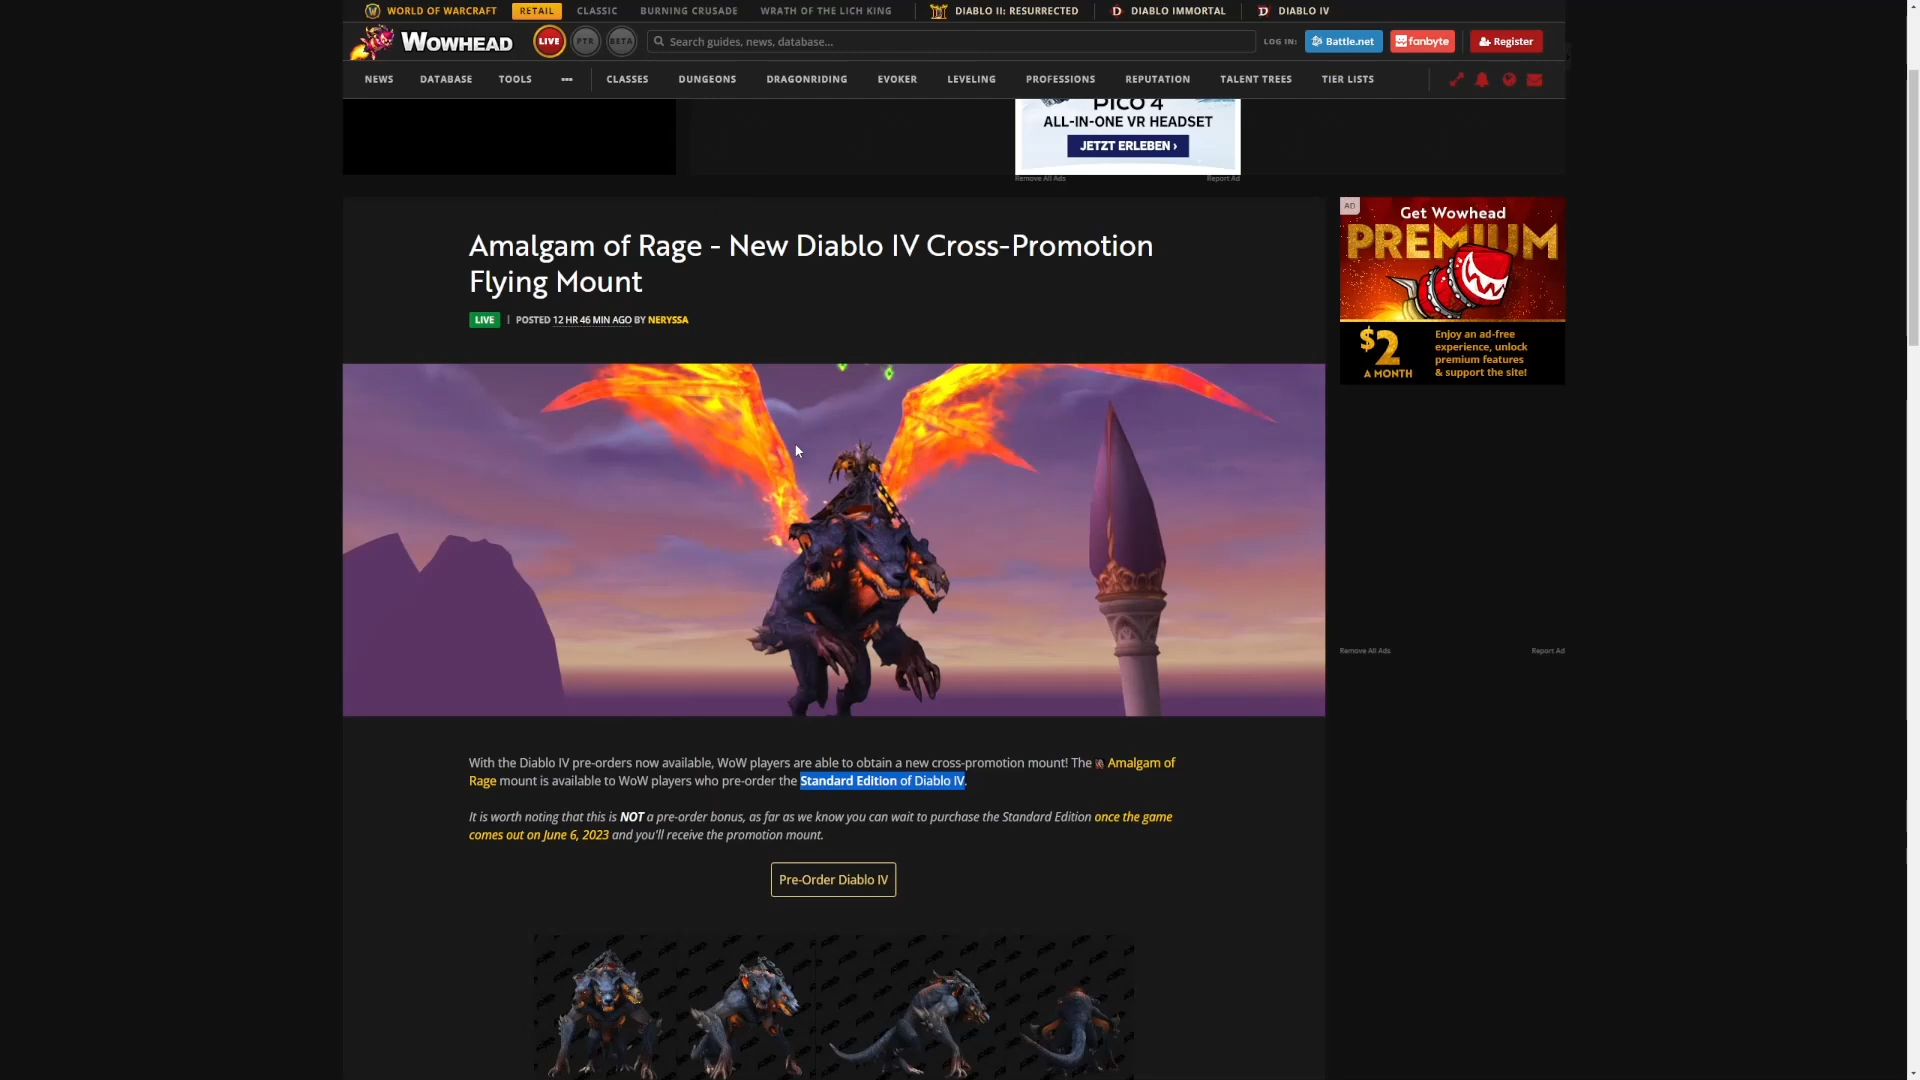 WORLD OF WARCRAFT RETAIL CLASSIC BURNING CRUSADE WRATH OF THE LICH KING DIABLO II: RESURRECTED DIABLO IMMORTAL DIABLO IV
WOWHEAD LIVE PTR BETA Search guides, news, database... LOG IN: Battle.net fanbyte Register
NEWS DATABASE TOOLS ••• CLASSES DUNGEONS DRAGONRIDING EVOKER LEVELING PROFESSIONS REPUTATION TALENT TREES TIER LISTS
PICO 4
ALL-IN-ONE VR HEADSET
JETZT ERLEBEN ›
Remove All Ads Report Ad
Amalgam of Rage - New Diablo IV Cross-Promotion
Flying Mount
LIVE | POSTED 12 HR 46 MIN AGO BY NERYSSA
AD
Get Wowhead
PREMIUM
$2
A MONTH
Enjoy an ad-free
experience, unlock
premium features
& support the site!
Remove All Ads Report Ad
With the Diablo IV pre-orders now available, WoW players are able to obtain a new cross-promotion mount! The Amalgam of
Rage mount is available to WoW players who pre-order the Standard Edition of Diablo IV.
It is worth noting that this is NOT a pre-order bonus, as far as we know you can wait to purchase the Standard Edition once the game
comes out on June 6, 2023 and you'll receive the promotion mount.
Pre-Order Diablo IV